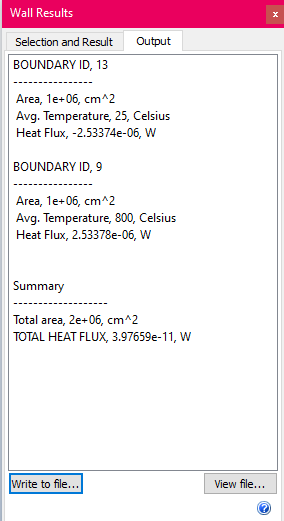 Wall Results
x
Selection and Result
Output
BOUNDARY ID, 13
----------------
Area, 1e+06, cm^2
Avg. Temperature, 25, Celsius
Heat Flux, -2.53374e-06, W
BOUNDARY ID, 9
----------------
Area, 1e+06, cm^2
Avg. Temperature, 800, Celsius
Heat Flux, 2.53378e-06, W
Summary
-------------------
Total area, 2e+06, cm^2
TOTAL HEAT FLUX, 3.97659e-11, W
Write to file...
View file...
?